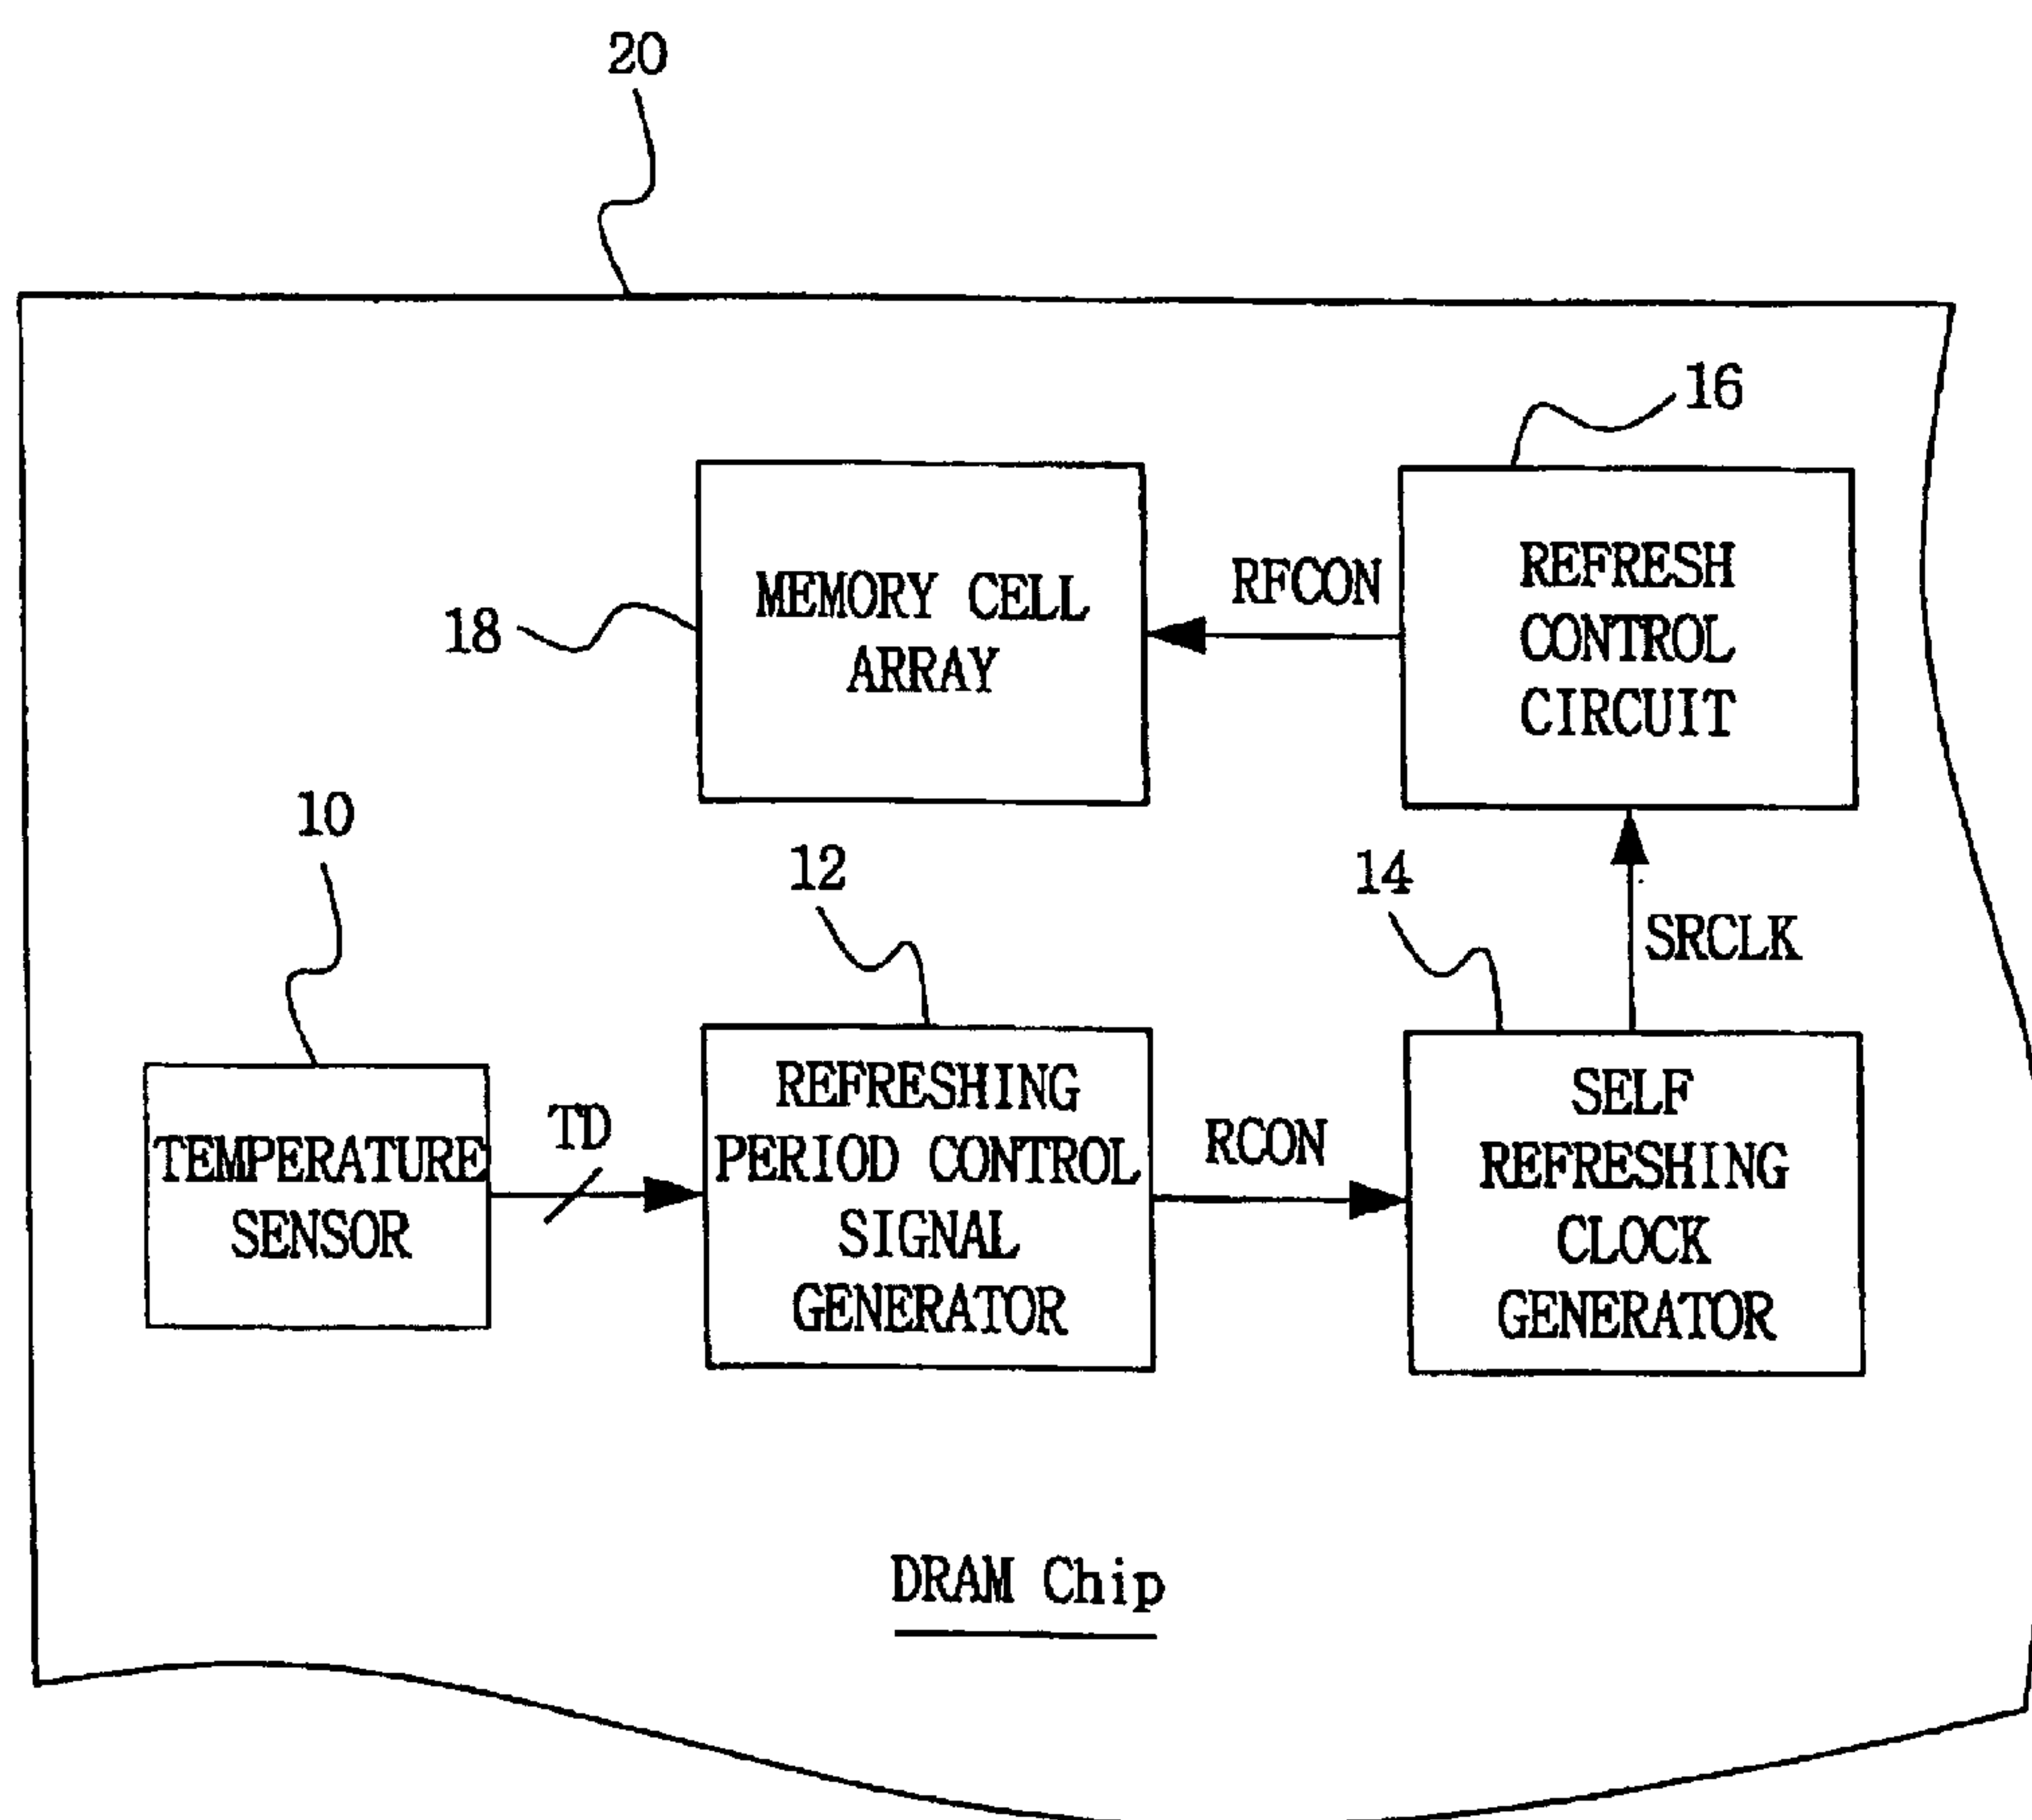 20
16
MEMORY CELL
ARRAY
18
RFCON
REFRESH
CONTROL
CIRCUIT
10
12
14
SRCLK
TEMPERATURE
SENSOR
TD
REFRESHING
PERIOD CONTROL
SIGNAL
GENERATOR
RCON
SELF
REFRESHING
CLOCK
GENERATOR
DRAM Chip